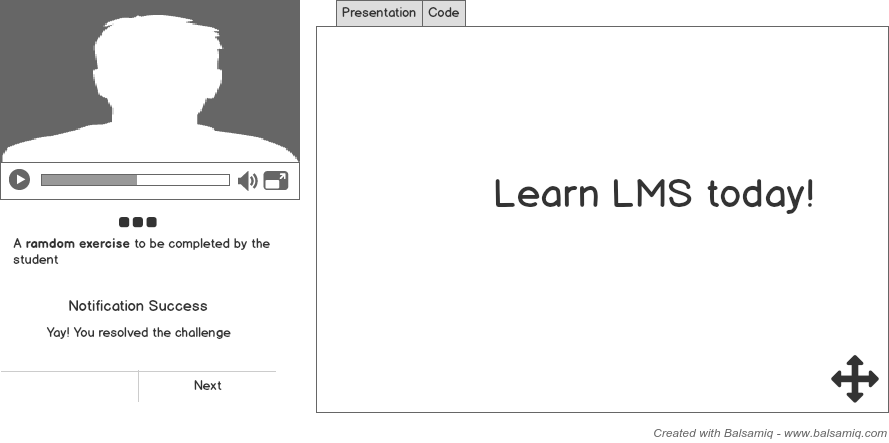 Presentation
Code
Learn LMS today!
A ramdom exercise to be completed by the
student
Notification Success
Yay! You resolved the challenge
Next
Created with Balsamiq - www.balsamiq.com